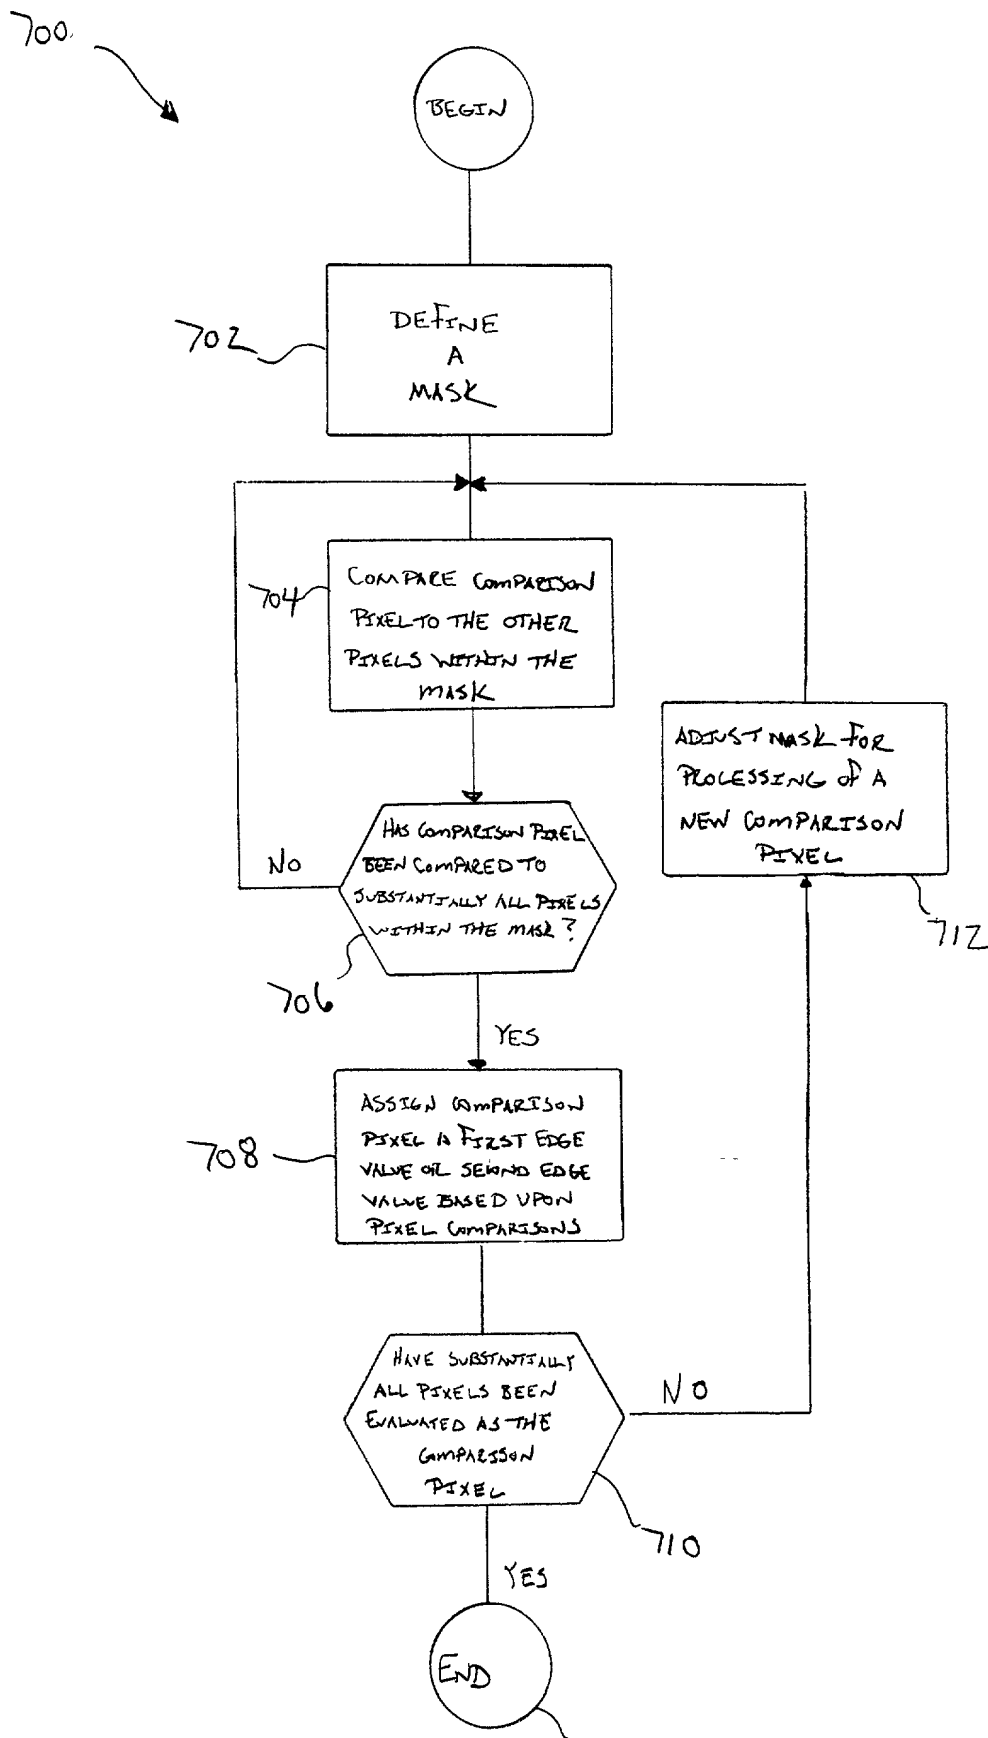 700
BEGIN
702
DEFINE
A
MASK
704
COMPARE COMPARISON
PIXEL TO THE OTHER
PIXELS WITHIN THE
MASK
ADJUST MASK FOR
PROCESSING OF A
NEW COMPARISON
PIXEL
712
HAS COMPARISON PIXEL
BEEN COMPARED TO
SUBSTANTIALLY ALL PIXELS
WITHIN THE MASK?
NO
706
YES
708
ASSIGN COMPARISON
PIXEL A FIRST EDGE
VALUE OR SECOND EDGE
VALUE BASED UPON
PIXEL COMPARISONS
HAVE SUBSTANTIALLY
ALL PIXELS BEEN
EVALUATED AS THE
COMPARISON
PIXEL
NO
710
YES
END